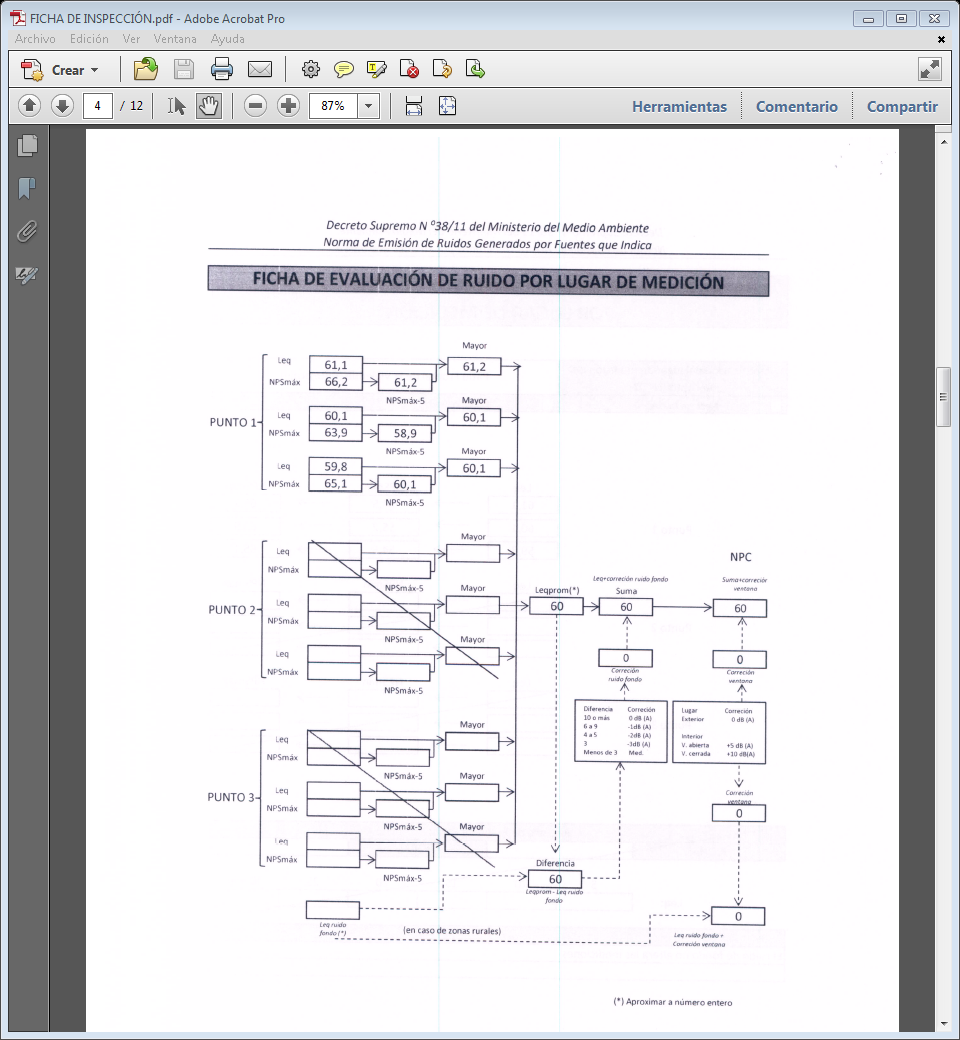 FICHA DE INSPECCIÓN.pdf - Adobe Acrobat Pro
Archivo Edición Ver Ventana Ayuda
Crear
4 / 12 87% Herramientas Comentario Compartir
Decreto Supremo N º38/11 del Ministerio del Medio Ambiente
Norma de Emisión de Ruidos Generados por Fuentes que Indica
FICHA DE EVALUACIÓN DE RUIDO POR LUGAR DE MEDICIÓN
PUNTO 1
Mayor
Leq 61,1 61,2
NPSmáx 66,2 61,2
NPSmáx-5
Mayor
Leq 60,1 60,1
NPSmáx 63,9 58,9
NPSmáx-5
Mayor
Leq 59,8 60,1
NPSmáx 65,1 60,1
NPSmáx-5
PUNTO 2
Mayor
Leq
NPSmáx
NPSmáx-5
Mayor
Leq
NPSmáx
NPSmáx-5
Mayor
Leq
NPSmáx
NPSmáx-5
PUNTO 3
Mayor
Leq
NPSmáx
NPSmáx-5
Mayor
Leq
NPSmáx
NPSmáx-5
Mayor
Leq
NPSmáx
NPSmáx-5
Leq ruido
fondo (*)
(en caso de zonas rurales)
Leqprom(*)
60
Leq+correción ruido fondo
Suma
60
0
Correción
ruido fondo
Diferencia Correción
10 o más 0 dB (A)
6 a 9 -1dB (A)
4 a 5 -2dB (A)
3 -3dB (A)
Menos de 3 Med.
Diferencia
60
Leqprom - Leq ruido
fondo
NPC
Suma+correción
ventana
60
0
Correción
ventana
Lugar Correción
Exterior 0 dB (A)
Interior
V. abierta +5 dB (A)
V. cerrada +10 dB(A)
Correción
ventana
0
0
Leq ruido fondo +
Correción ventana
(*) Aproximar a número entero